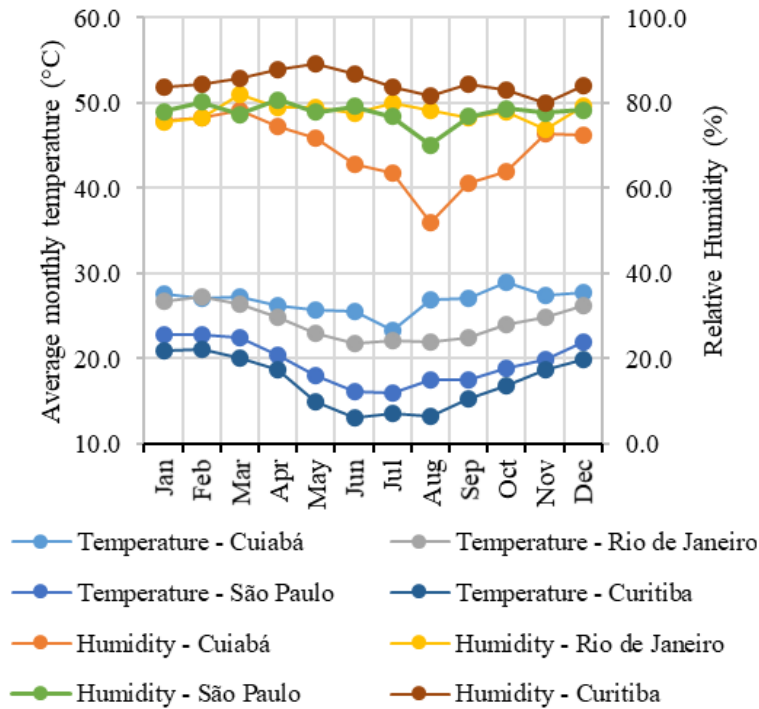 60.0
50.0
40.0
30.0
20.0
10.0
Average monthly temperature (°C)
100.0
80.0
60.0
40.0
20.0
0.0
Relative Humidity (%)
Jan
Feb
Mar
Apr
May
Jun
Jul
Aug
Sep
Oct
Nov
Dec
Temperature - Cuiabá
Temperature - Rio de Janeiro
Temperature - São Paulo
Temperature - Curitiba
Humidity - Cuiabá
Humidity - Rio de Janeiro
Humidity - São Paulo
Humidity - Curitiba